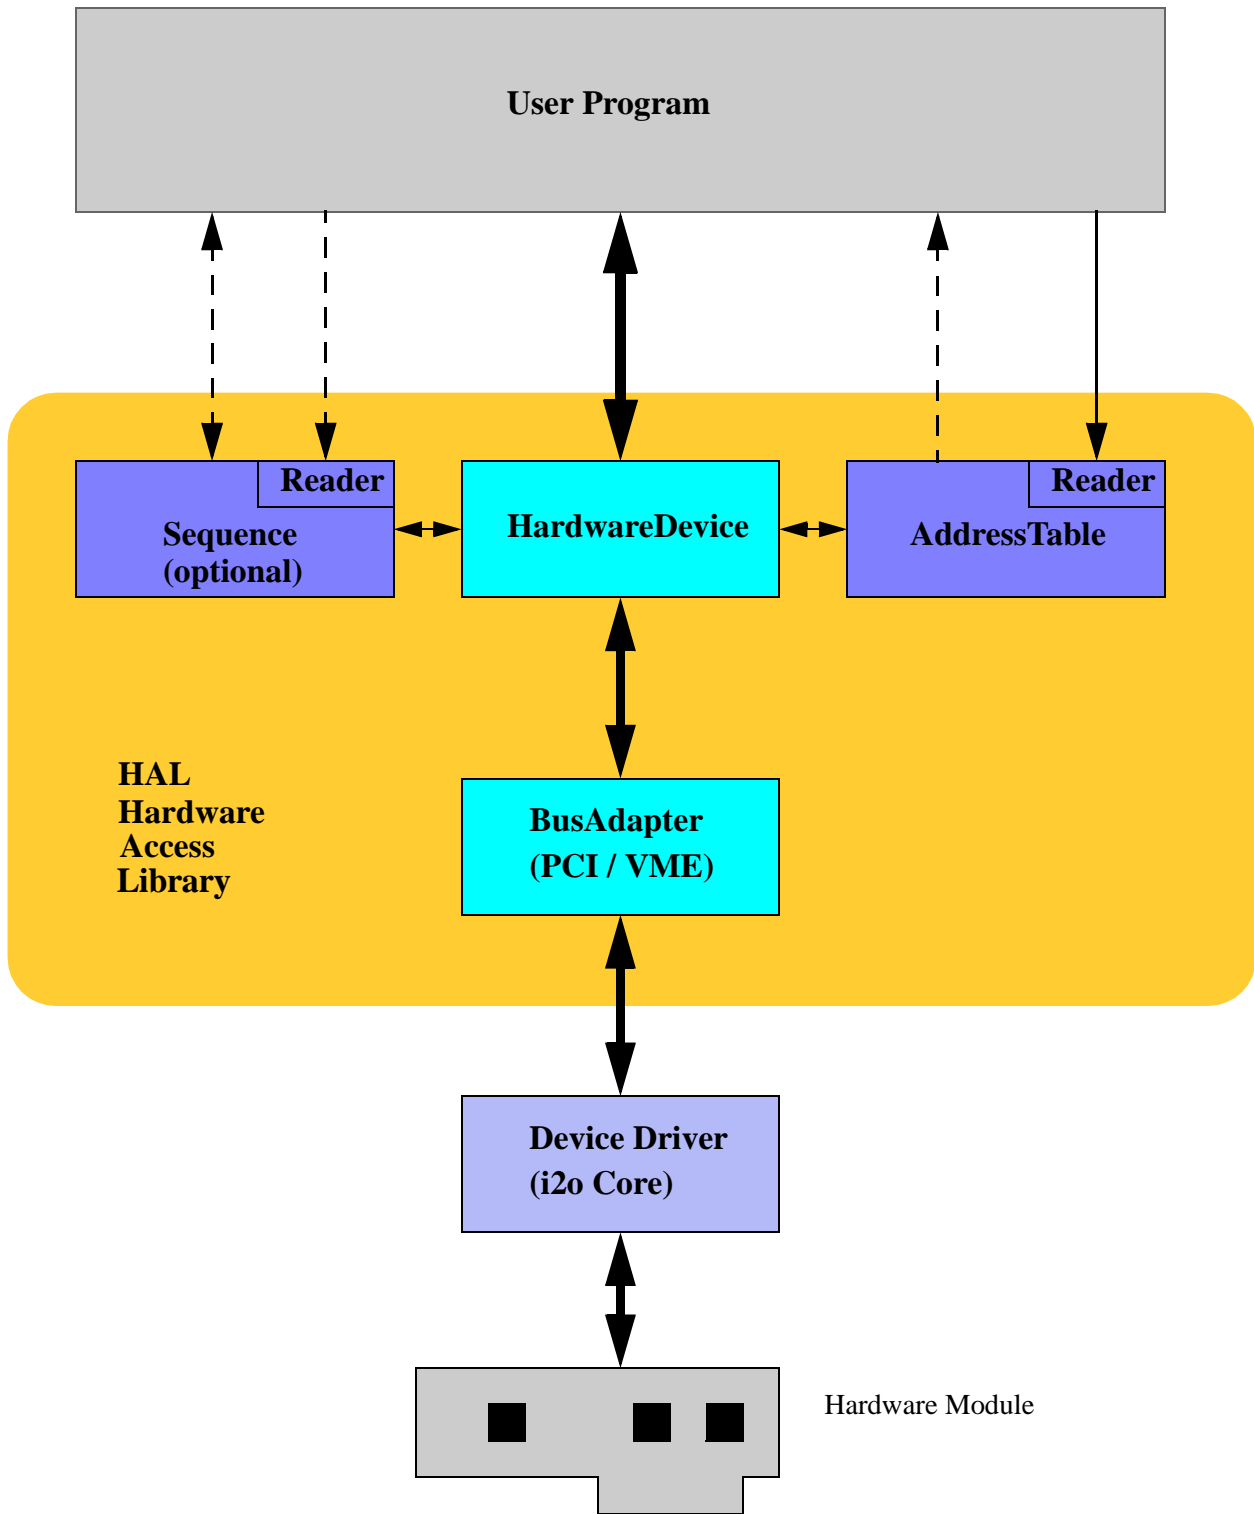 User Program
Reader
Sequence
(optional)
HardwareDevice
Reader
AddressTable
HAL
Hardware
Access
Library
BusAdapter
(PCI / VME)
Device Driver
(i2o Core)
Hardware Module